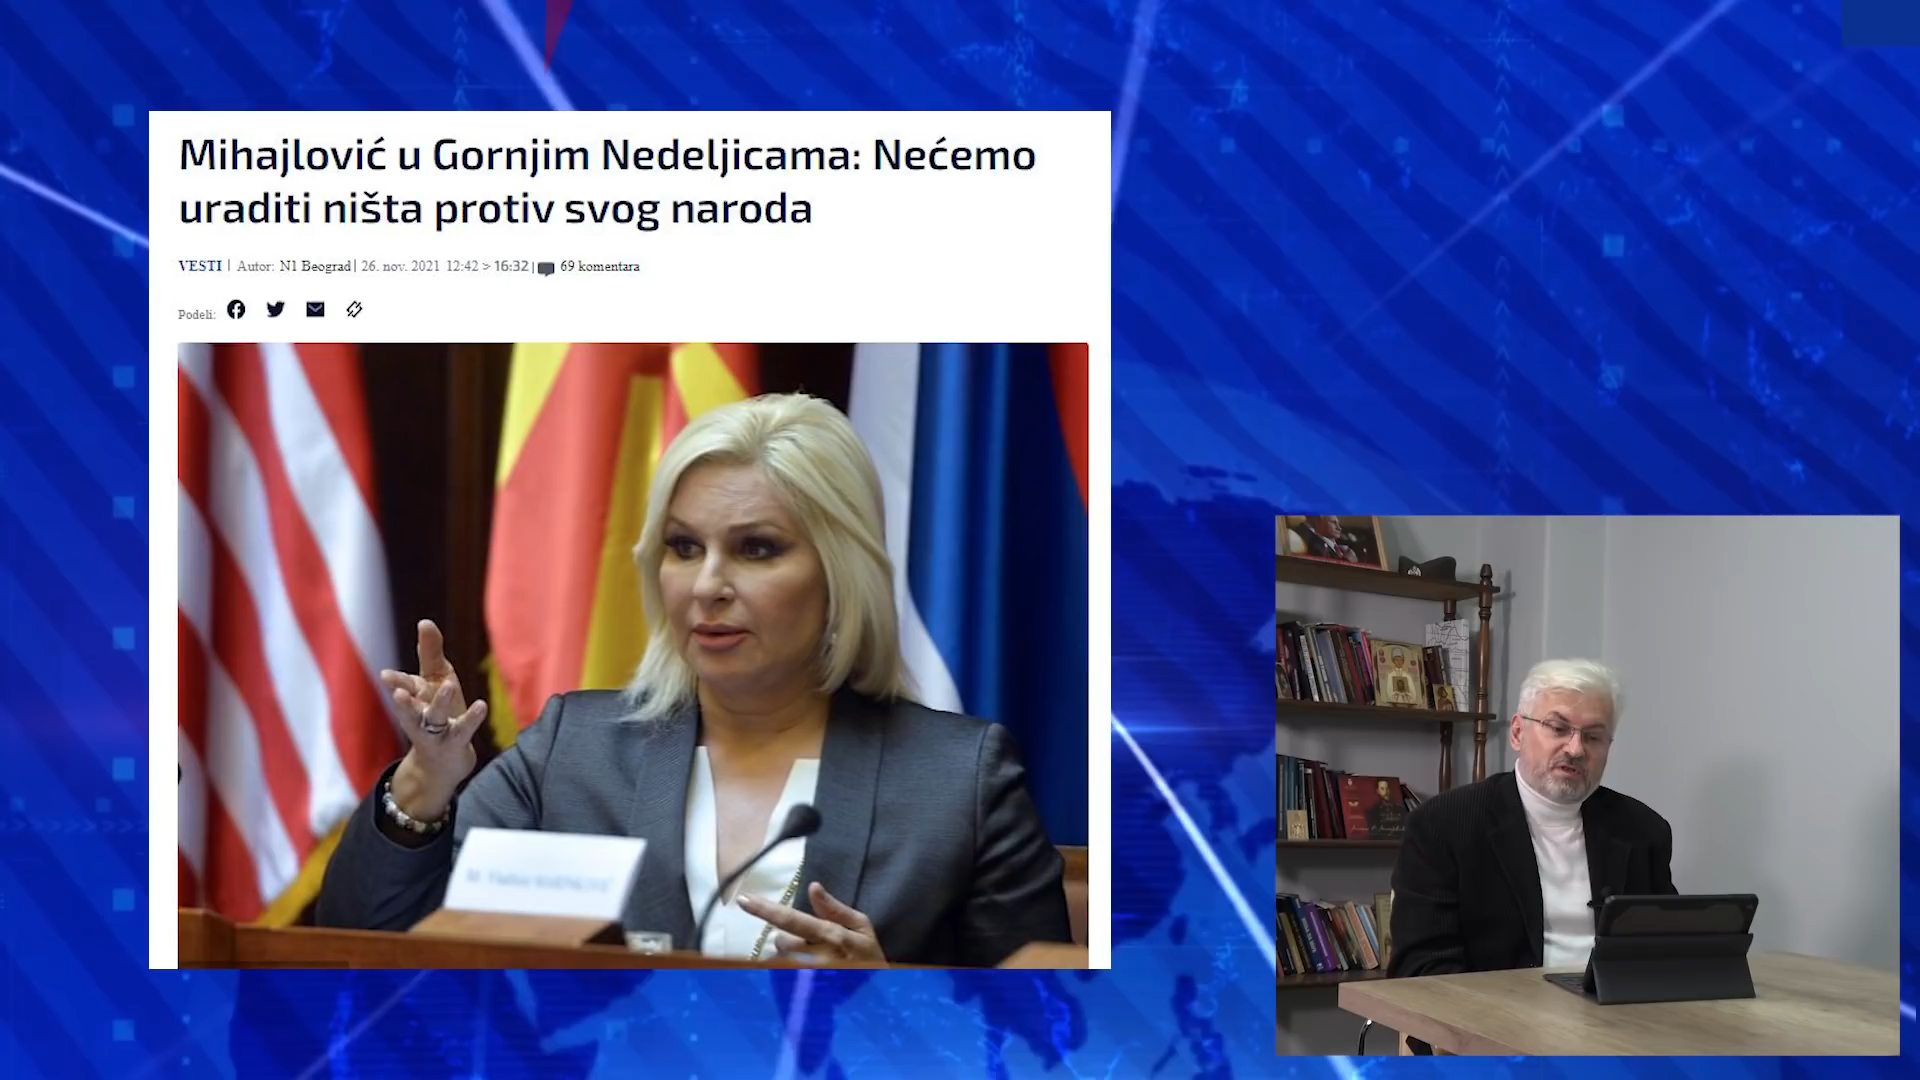 Mihajlović u Gornjim Nedeljicama: Nećemo
uraditi ništa protiv svog naroda
VESTI | Autor: N1 Beograd | 26. nov. 2021 12:42 > 16:32 | 69 komentara
Podeli: